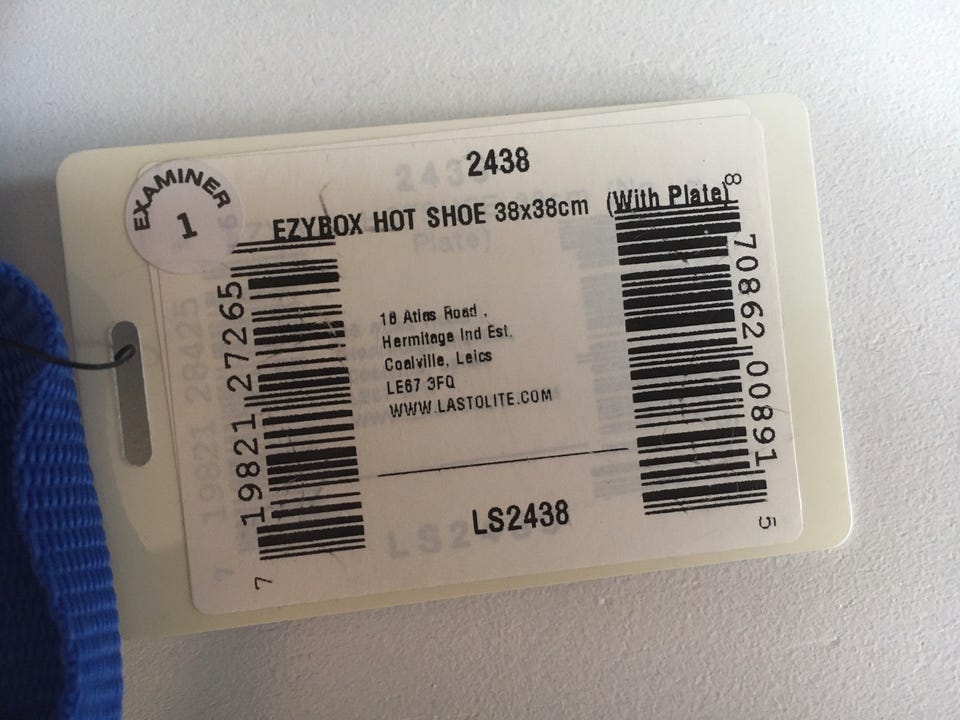 EXAMINER
1
2438
EZYBOX HOT SHOE 38x38cm (With Plate)
16 Atlas Road .
Hermitage Ind Est.
Coalville, Leics
LE67 3FQ
WWW.LASTOLITE.COM
LS2438
7 19821 27265
8 70862 00891 5